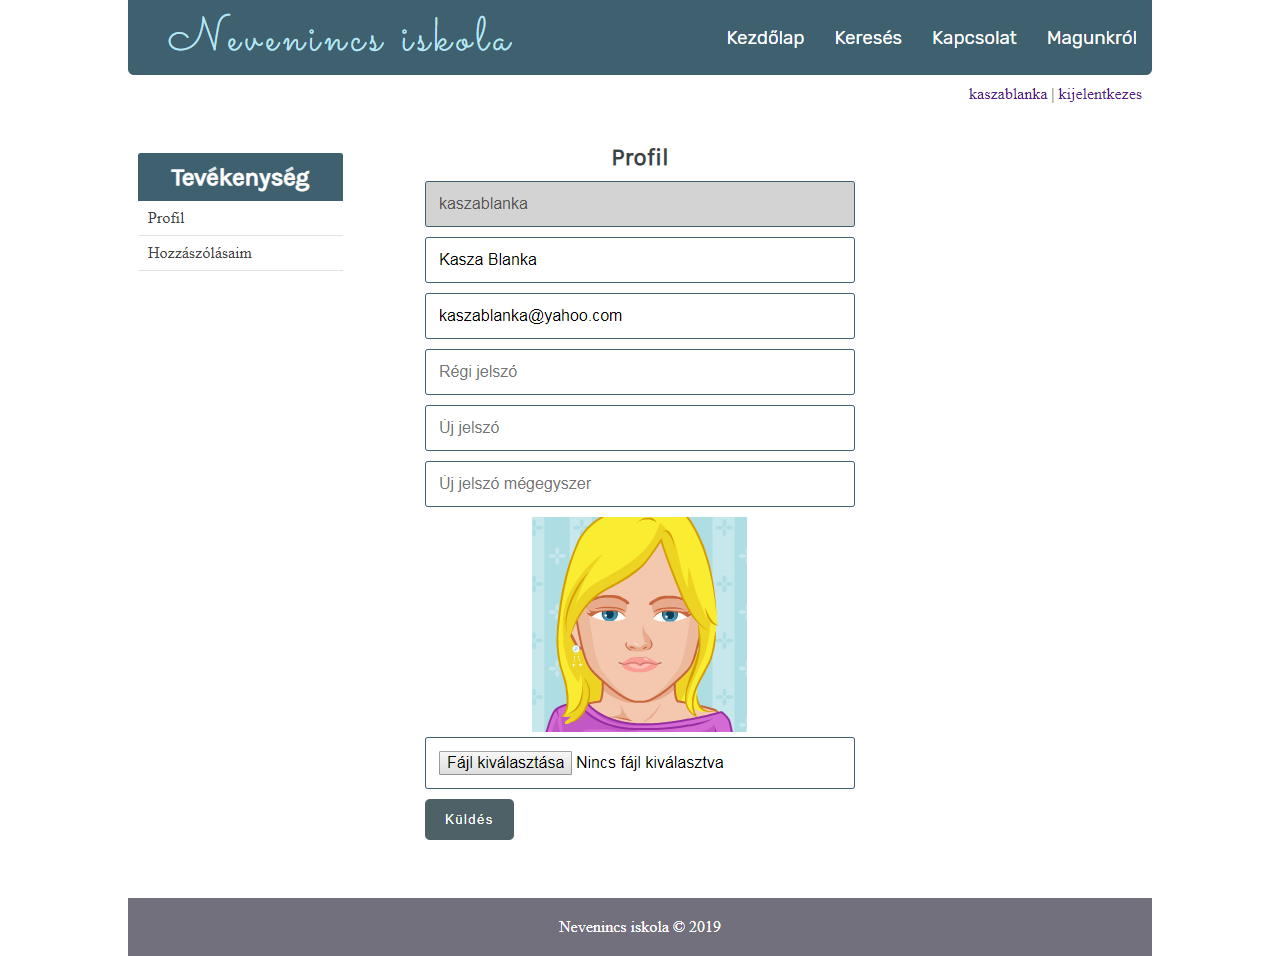 Nevenincs iskola
Kezdőlap Keresés Kapcsolat Magunkról
kaszablanka | kijelentkezes
Tevékenység
Profil
Hozzászólásaim
Profil
kaszablanka
Kasza Blanka
kaszablanka@yahoo.com
Régi jelszó
Új jelszó
Új jelszó mégegyszer
Fájl kiválasztása Nincs fájl kiválasztva
Küldés
Nevenincs iskola © 2019